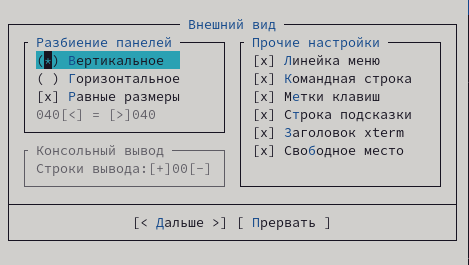 Внешний вид
Разбиение панелей
(*) Вертикальное
( ) Горизонтальное
[x] Равные размеры
040[<] = [>]040
Консольный вывод
Строки вывода:[+]00[-]
Прочие настройки
[x] Линейка меню
[x] Командная строка
[x] Метки клавиш
[x] Строка подсказки
[x] Заголовок xterm
[x] Свободное место
[< Дальше >] [ Прервать ]